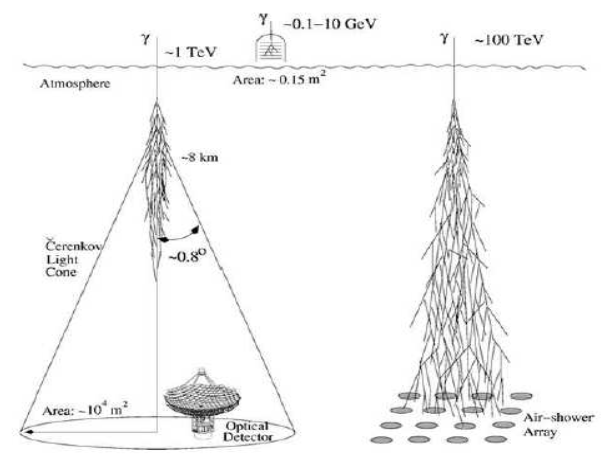 γ
~1 TeV
γ ~0.1–10 GeV
γ ~100 TeV
Atmosphere
Area: ~ 0.15 m²
~8 km
Čerenkov
Light
Cone
~0.8°
Area: ~10⁴ m²
Optical
Detector
Air-shower
Array